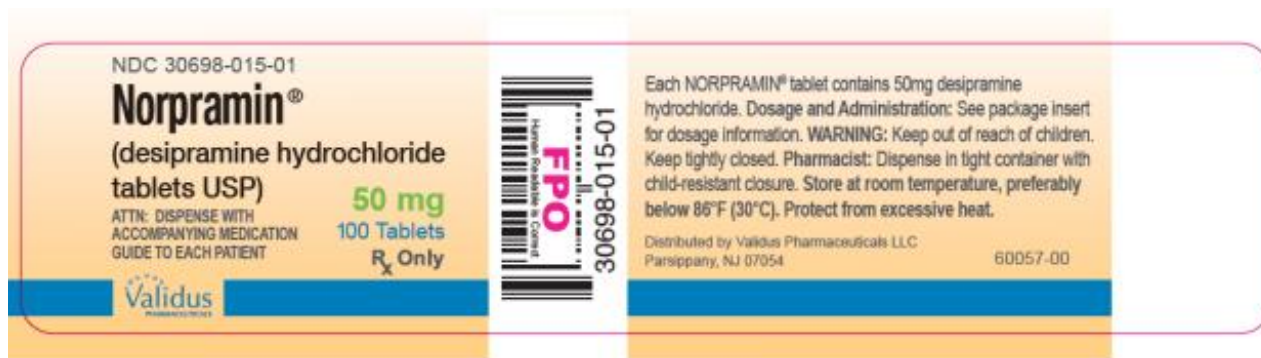 NDC 30698-015-01
Norpramin®
(desipramine hydrochloride
tablets USP)
50 mg
ATTN: DISPENSE WITH
ACCOMPANYING MEDICATION
GUIDE TO EACH PATIENT
100 Tablets
Rx Only
Validus
PHARMACEUTICALS
FPO
Human Readable is Correct
30698-015-01
Each NORPRAMIN® tablet contains 50mg desipramine
hydrochloride. Dosage and Administration: See package insert
for dosage information. WARNING: Keep out of reach of children.
Keep tightly closed. Pharmacist: Dispense in tight container with
child-resistant closure. Store at room temperature, preferably
below 86°F (30°C). Protect from excessive heat.
Distributed by Validus Pharmaceuticals LLC
Parsippany, NJ 07054
60057-00